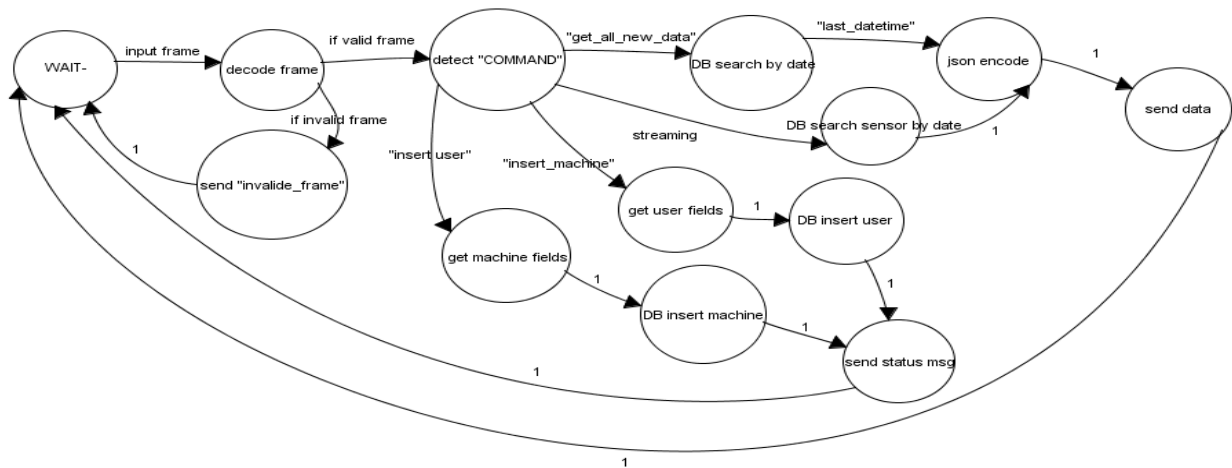 WAIT-
input frame
decode frame
if valid frame
detect "COMMAND"
"get_all_new_data"
DB search by date
"last_datetime"
json encode
1
send data
if invalid frame
1
send "invalide_frame"
"insert user"
"insert_machine"
streaming
DB search sensor by date
1
get user fields
1
DB insert user
get machine fields
1
DB insert machine
1
1
send status msg
1
1